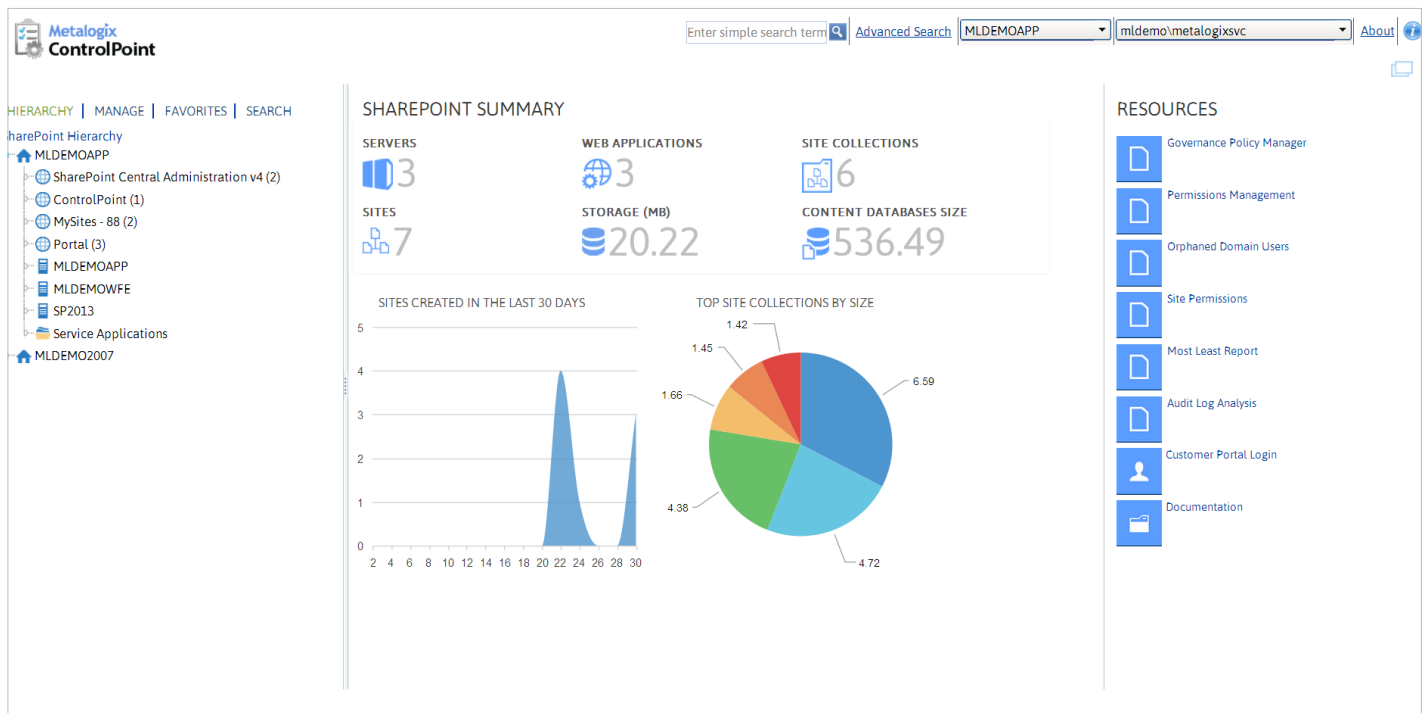 Metalogix
ControlPoint
Enter simple search term
Advanced Search
MLDEMOAPP
mldemo\metalogixsvc
About
HIERARCHY | MANAGE | FAVORITES | SEARCH
SharePoint Hierarchy
MLDEMOAPP
SharePoint Central Administration v4 (2)
ControlPoint (1)
MySites - 88 (2)
Portal (3)
MLDEMOAPP
MLDEMOWFE
SP2013
Service Applications
MLDEMO2007
SHAREPOINT SUMMARY
SERVERS
3
WEB APPLICATIONS
3
SITE COLLECTIONS
6
SITES
7
STORAGE (MB)
20.22
CONTENT DATABASES SIZE
536.49
SITES CREATED IN THE LAST 30 DAYS
5
4
3
2
1
0
2 4 6 8 10 12 14 16 18 20 22 24 26 28 30
TOP SITE COLLECTIONS BY SIZE
1.42
1.45
1.66
6.59
4.38
4.72
RESOURCES
Governance Policy Manager
Permissions Management
Orphaned Domain Users
Site Permissions
Most Least Report
Audit Log Analysis
Customer Portal Login
Documentation